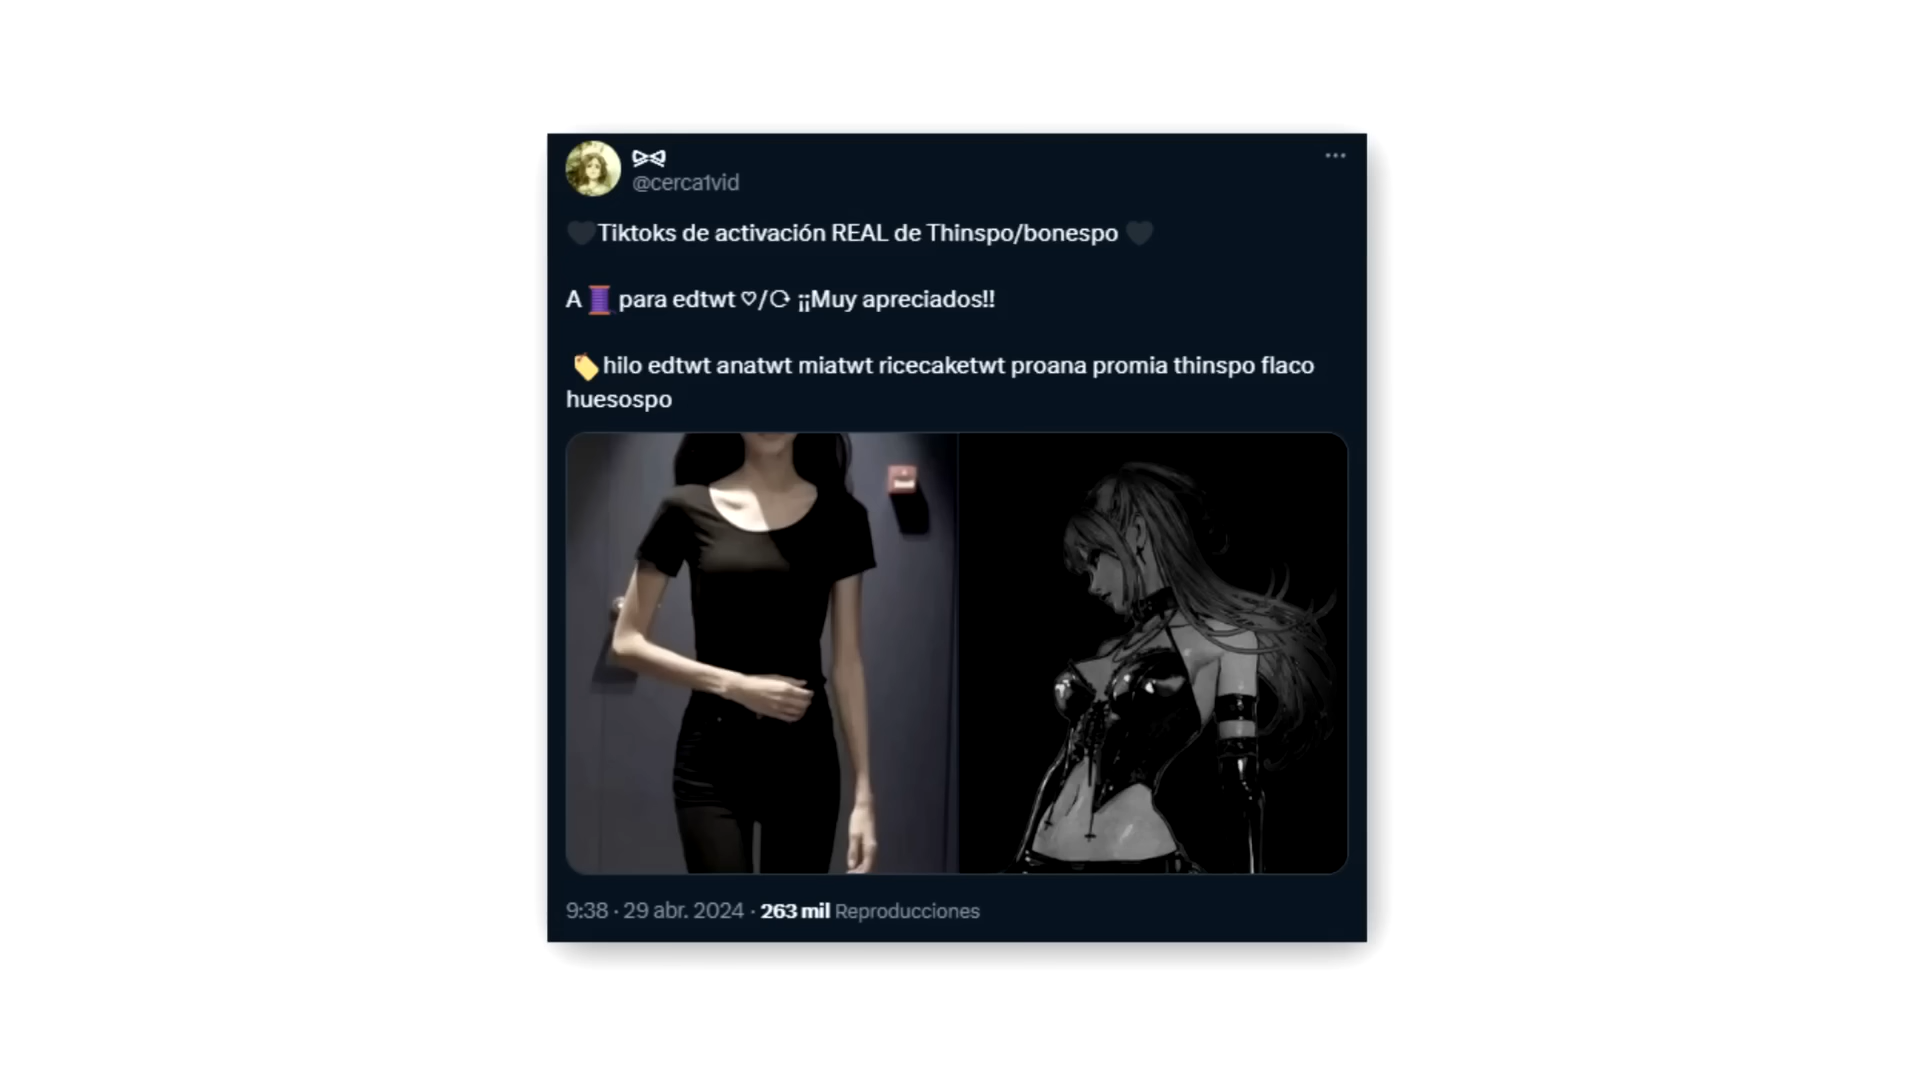 @cerca1vid
Tiktoks de activación REAL de Thinspo/bonespo
A 🧵 para edtwt ♡/⟳ ¡¡Muy apreciados!!
🏷️hilo edtwt anatwt miatwt ricecaketwt proana promia thinspo flaco
huesospo
9:38 · 29 abr. 2024 · 263 mil Reproducciones